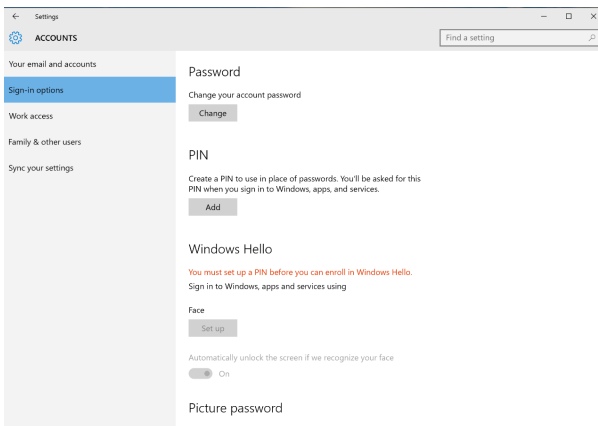 Settings
ACCOUNTS
Find a setting
Your email and accounts
Sign-in options
Work access
Family & other users
Sync your settings
Password
Change your account password
Change
PIN
Create a PIN to use in place of passwords. You'll be asked for this
PIN when you sign in to Windows, apps, and services.
Add
Windows Hello
You must set up a PIN before you can enroll in Windows Hello.
Sign in to Windows, apps and services using
Face
Set up
Automatically unlock the screen if we recognize your face
On
Picture password